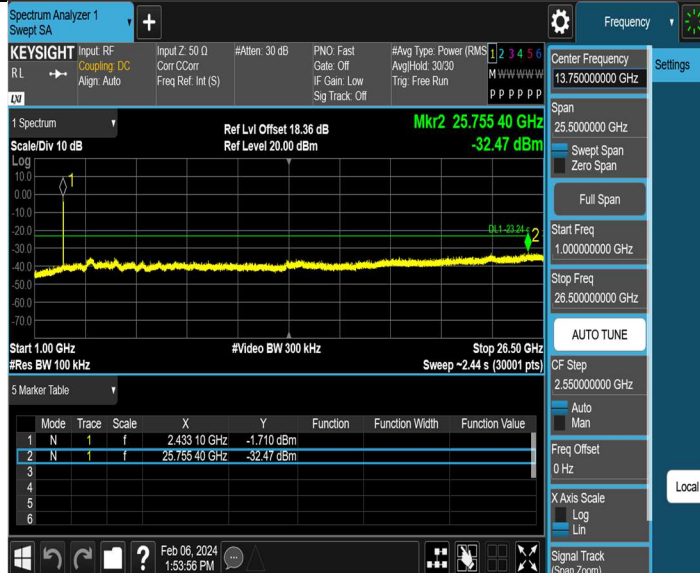 Spectrum Analyzer 1
Swept SA
+
Frequency
KEYSIGHT
RL
LXI
Input: RF
Coupling: DC
Align: Auto
Input Z: 50 Ω
Corr CCorr
Freq Ref: Int (S)
#Atten: 30 dB
PNO: Fast
Gate: Off
IF Gain: Low
Sig Track: Off
#Avg Type: Power (RMS
Avg|Hold: 30/30
Trig: Free Run
1 2 3 4 5 6
M W W W W W
P P P P P P
1 Spectrum
Scale/Div 10 dB
Log
Ref Lvl Offset 18.36 dB
Ref Level 20.00 dBm
Mkr2 25.755 40 GHz
-32.47 dBm
10.0
0.00
-10.0
-20.0
-30.0
-40.0
-50.0
-60.0
-70.0
1
DL1 -23.24
2
Start 1.00 GHz
#Res BW 100 kHz
#Video BW 300 kHz
Stop 26.50 GHz
Sweep ~2.44 s (30001 pts)
5 Marker Table
Mode Trace Scale X Y Function Function Width Function Value
1 N 1 f 2.433 10 GHz -1.710 dBm
2 N 1 f 25.755 40 GHz -32.47 dBm
3
4
5
6
?
Feb 06, 2024
1:53:56 PM
Center Frequency
13.750000000 GHz
Settings
Span
25.5000000 GHz
Swept Span
Zero Span
Full Span
Start Freq
1.000000000 GHz
Stop Freq
26.500000000 GHz
AUTO TUNE
CF Step
2.550000000 GHz
Auto
Man
Freq Offset
0 Hz
Local
X Axis Scale
Log
Lin
Signal Track
(Span Zoom)